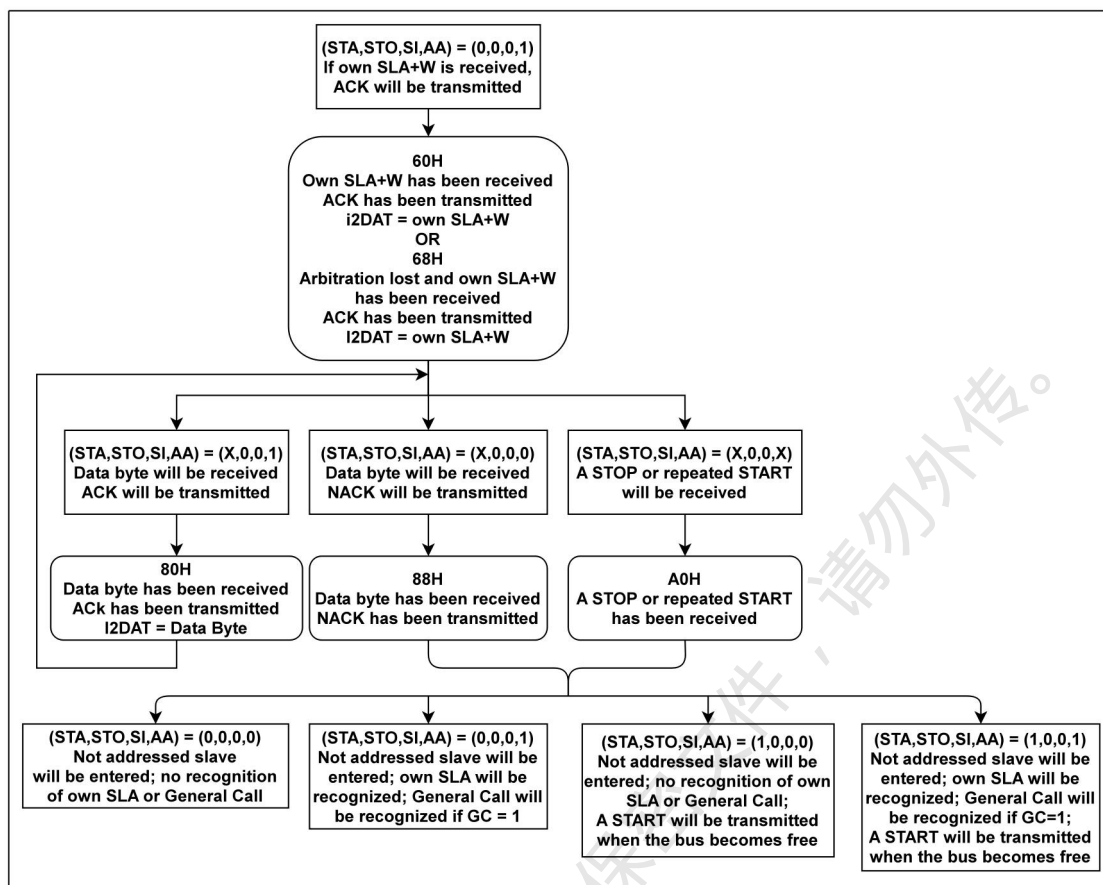 (STA,STO,SI,AA) = (0,0,0,1)
If own SLA+W is received,
ACK will be transmitted
60H
Own SLA+W has been received
ACK has been transmitted
i2DAT = own SLA+W
OR
68H
Arbitration lost and own SLA+W
has been received
ACK has been transmitted
I2DAT = own SLA+W
(STA,STO,SI,AA) = (X,0,0,1)
Data byte will be received
ACK will be transmitted
(STA,STO,SI,AA) = (X,0,0,0)
Data byte will be received
NACK will be transmitted
(STA,STO,SI,AA) = (X,0,0,X)
A STOP or repeated START
will be received
80H
Data byte has been received
ACk has been transmitted
I2DAT = Data Byte
88H
Data byte has been received
NACK has been transmitted
A0H
A STOP or repeated START
has been received
(STA,STO,SI,AA) = (0,0,0,0)
Not addressed slave
will be entered; no recognition
of own SLA or General Call
(STA,STO,SI,AA) = (0,0,0,1)
Not addressed slave will be
entered; own SLA will be
recognized; General Call will
be recognized if GC = 1
(STA,STO,SI,AA) = (1,0,0,0)
Not addressed slave will be
entered; no recognition of own
SLA or General Call;
A START will be transmitted
when the bus becomes free
(STA,STO,SI,AA) = (1,0,0,1)
Not addressed slave will be
entered; own SLA will be
recognized; General Call will
be recognized if GC=1;
A START will be transmitted
when the bus becomes free
保密文件，请勿外传。